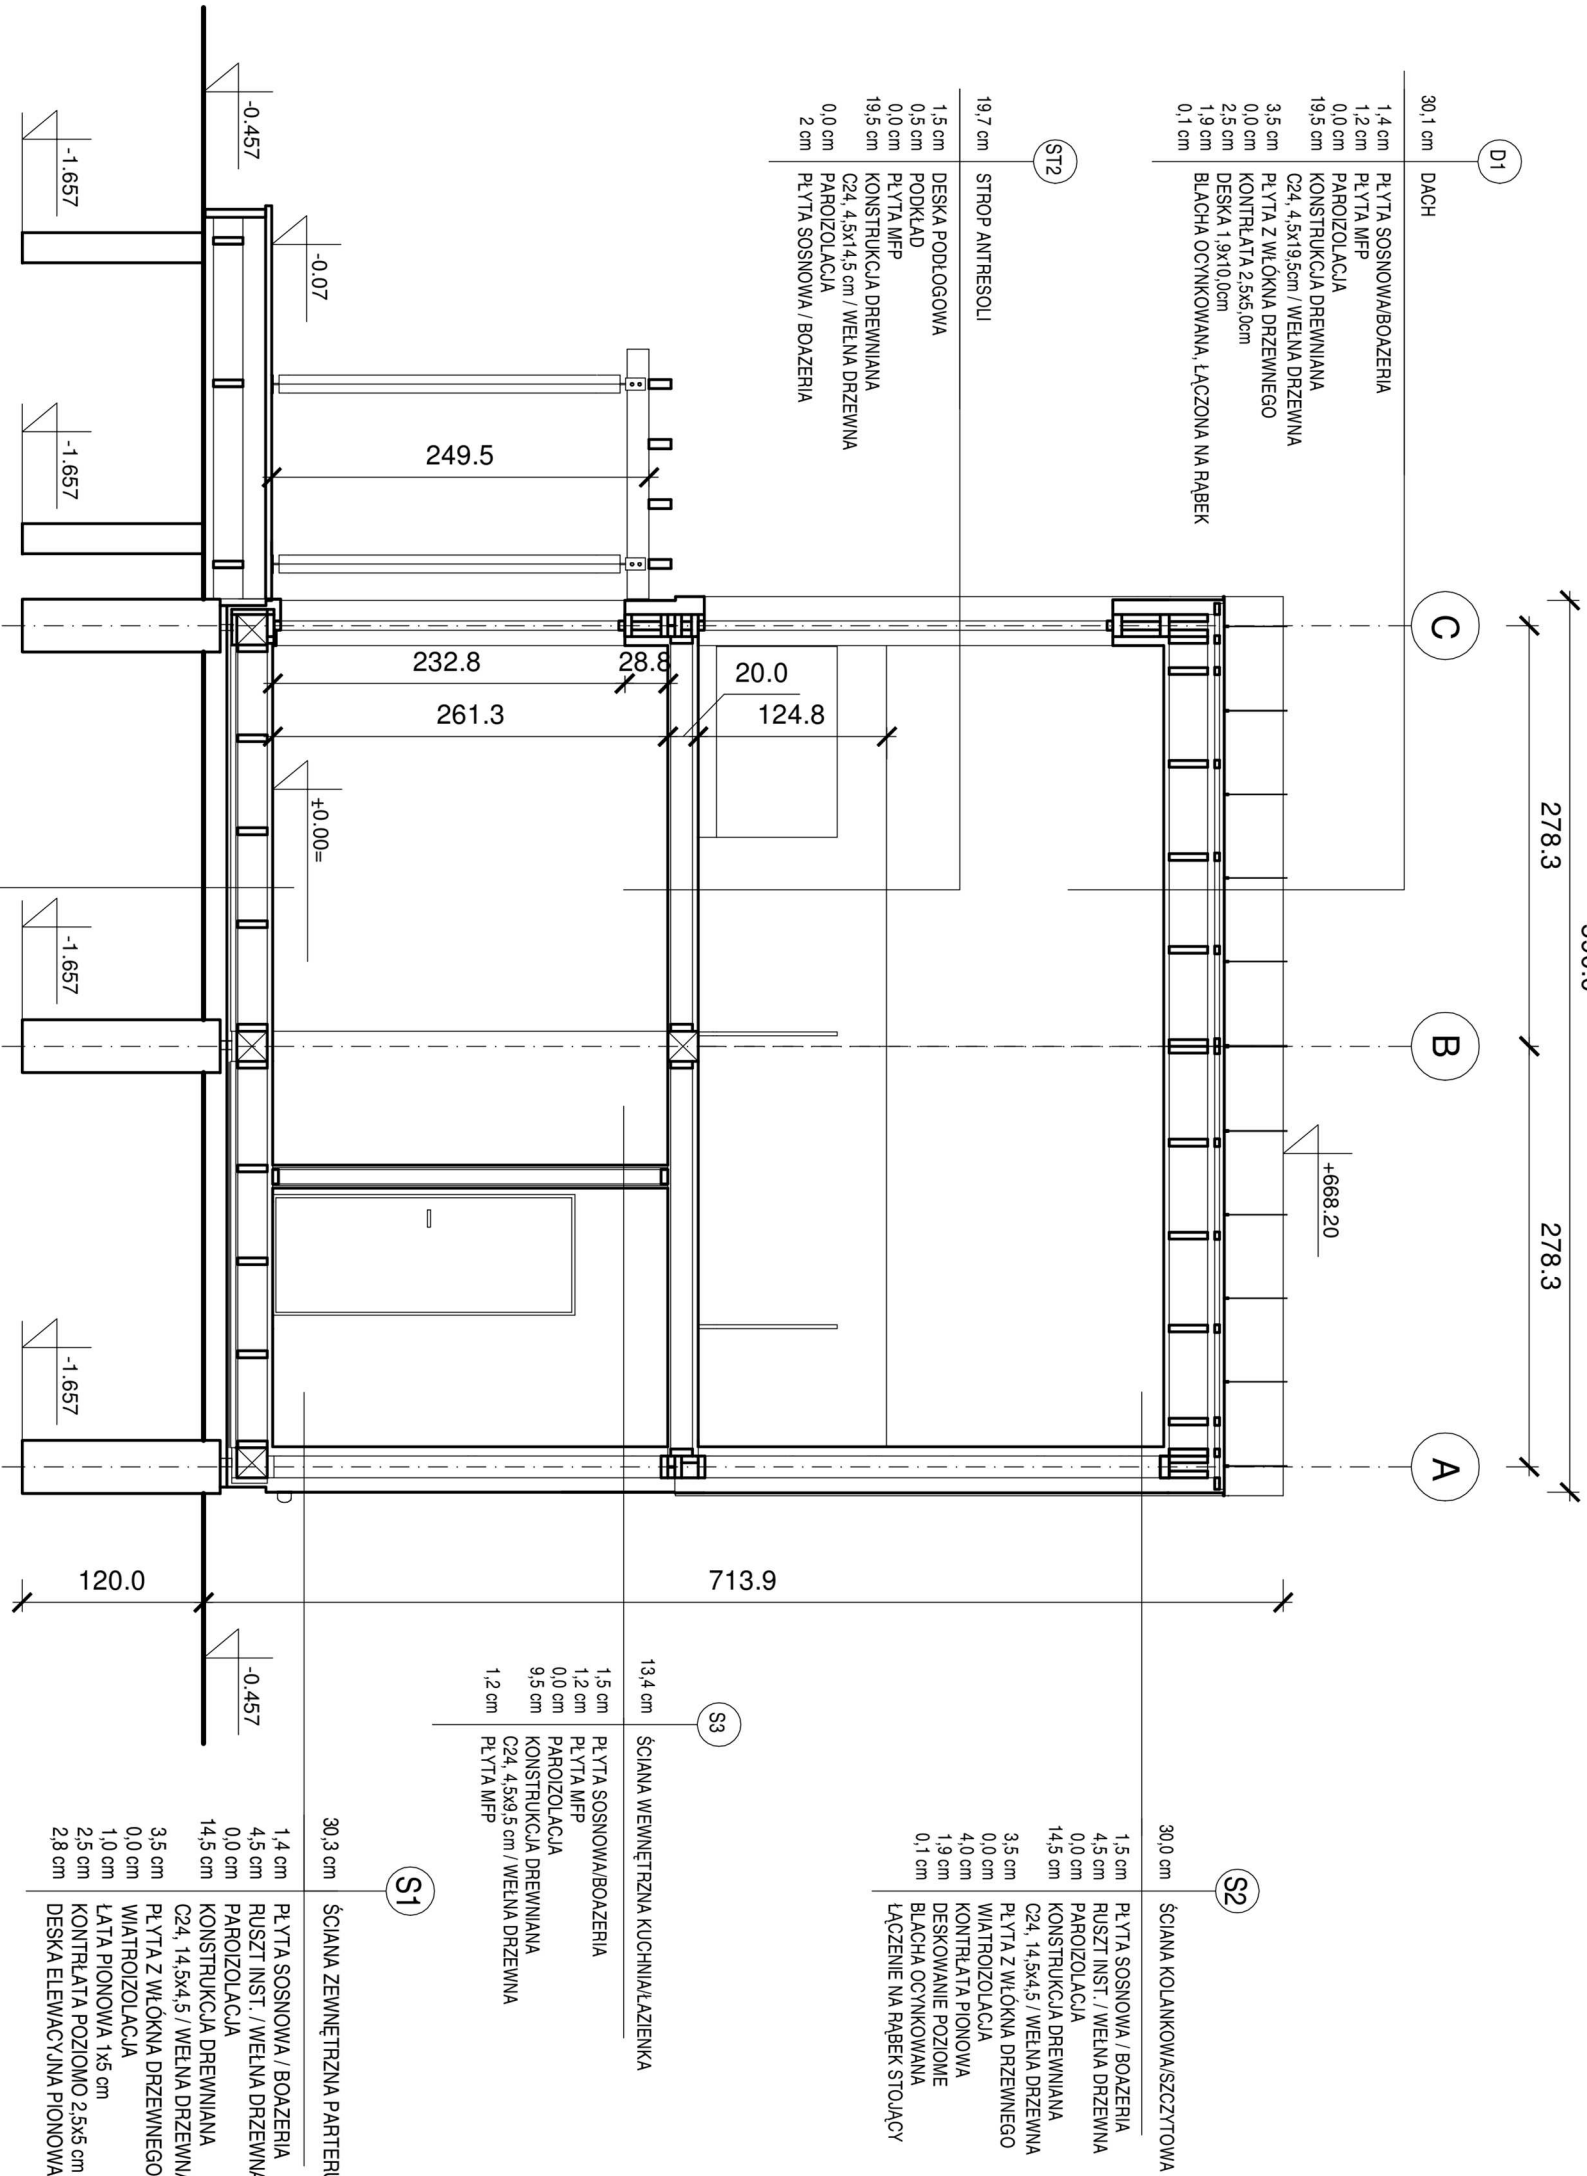 D1
30,1 cm DACH
1,4 cm PŁYTA SOSNOWA/BOAZERIA
1,2 cm PŁYTA MFP
0,0 cm PAROIZOLACJA
19,5 cm KONSTRUKCJA DREWNIANA
C24, 4,5x19,5cm / WEŁNA DRZEWNA
3,5 cm PŁYTA Z WŁÓKNA DRZEWNEGO
0,0 cm KONTRŁATA 2,5x5,0cm
2,5 cm DESKA 1,9x10,0cm
1,9 cm BLACHA OCYNKOWANA, ŁĄCZONA NA RĄBEK
0,1 cm
ST2
19,7 cm STROP ANTRESOLI
1,5 cm DESKA PODŁOGOWA
0,5 cm PODKŁAD
0,0 cm PŁYTA MFP
19,5 cm KONSTRUKCJA DREWNIANA
C24, 4,5x14,5 cm / WEŁNA DRZEWNA
0,0 cm PAROIZOLACJA
2 cm PŁYTA SOSNOWA / BOAZERIA
278.3
278.3
C
B
A
+668.20
249.5
232.8
28.8
20.0
261.3
124.8
±0.00=
-0.07
-0.457
-1.657
-1.657
-1.657
-1.657
-0.457
120.0
713.9
S2
30,0 cm ŚCIANA KOLANKOWA/SZCZYTOWA
1,5 cm PŁYTA SOSNOWA / BOAZERIA
4,5 cm RUSZT INST. / WEŁNA DRZEWNA
0,0 cm PAROIZOLACJA
14,5 cm KONSTRUKCJA DREWNIANA
C24, 14,5x4,5 / WEŁNA DRZEWNA
3,5 cm PŁYTA Z WŁÓKNA DRZEWNEGO
0,0 cm WIATROIZOLACJA
4,0 cm KONTRŁATA PIONOWA
1,9 cm DESKOWANIE POZIOME
0,1 cm BLACHA OCYNKOWANA
ŁĄCZENIE NA RĄBEK STOJĄCY
S3
13,4 cm ŚCIANA WEWNĘTRZNA KUCHNIA/ŁAZIENKA
1,5 cm PŁYTA SOSNOWA/BOAZERIA
1,2 cm PŁYTA MFP
0,0 cm PAROIZOLACJA
9,5 cm KONSTRUKCJA DREWNIANA
C24, 4,5x9,5 cm / WEŁNA DRZEWNA
1,2 cm PŁYTA MFP
S1
30,3 cm ŚCIANA ZEWNĘTRZNA PARTERU
1,4 cm PŁYTA SOSNOWA / BOAZERIA
4,5 cm RUSZT INST. / WEŁNA DRZEWNA
0,0 cm PAROIZOLACJA
14,5 cm KONSTRUKCJA DREWNIANA
C24, 14,5x4,5 / WEŁNA DRZEWNA
3,5 cm PŁYTA Z WŁÓKNA DRZEWNEGO
0,0 cm WIATROIZOLACJA
1,0 cm ŁATA PIONOWA 1x5 cm
2,5 cm KONTRŁATA POZIOMO 2,5x5 cm
2,8 cm DESKA ELEWACYJNA PIONOWA